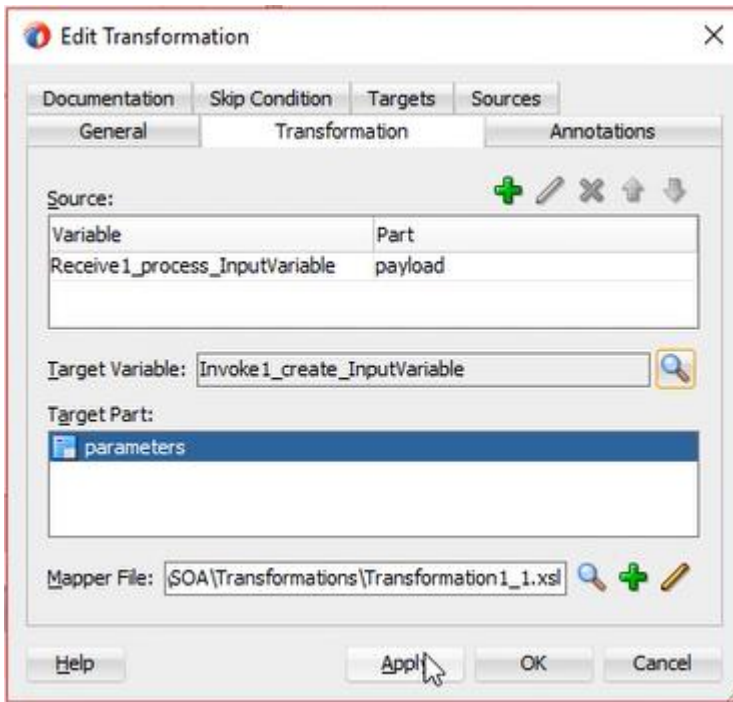 Edit Transformation
Documentation Skip Condition Targets Sources
General Transformation Annotations
Source:
Variable Part
Receive1_process_InputVariable payload
Target Variable: Invoke1_create_InputVariable
Target Part:
parameters
Mapper File: SOA\Transformations\Transformation1_1.xsl
Help Apply OK Cancel